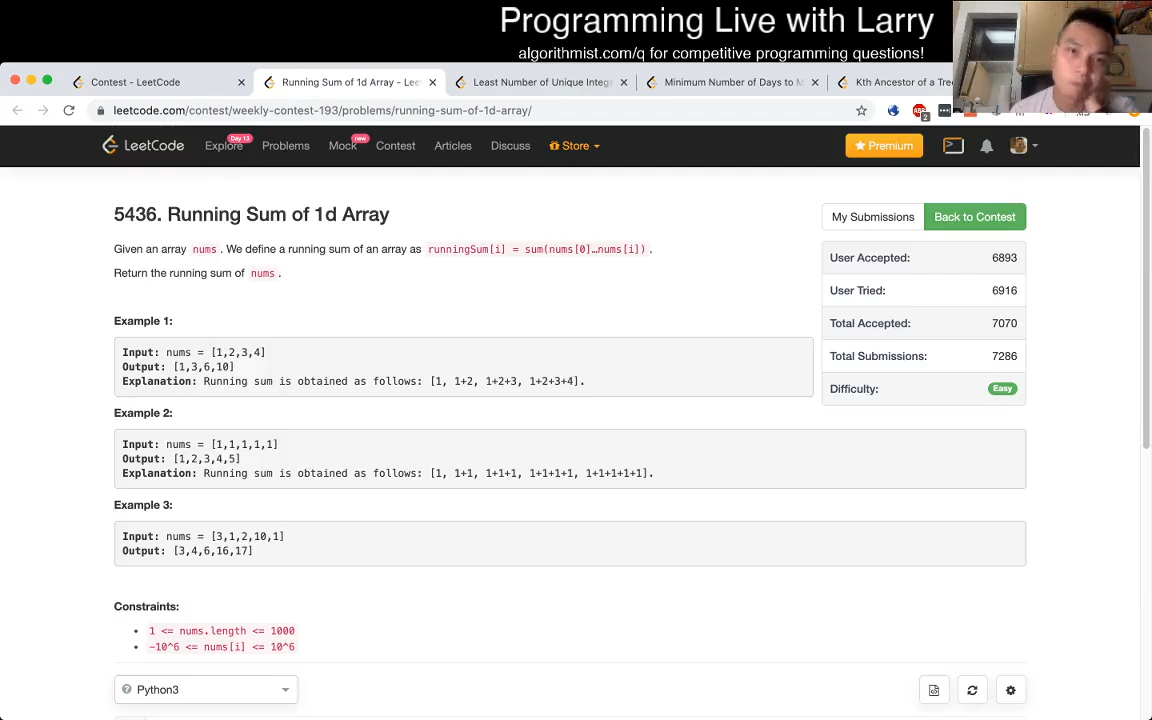 Programming Live with Larry
algorithmist.com/q for competitive programming questions!
Contest - LeetCode
Running Sum of 1d Array - Lee
Least Number of Unique Integ
Minimum Number of Days to M
Kth Ancestor of a Tre
leetcode.com/contest/weekly-contest-193/problems/running-sum-of-1d-array/
ABP
2
LeetCode
Explore
Day 13
Problems
Mock
new
Contest
Articles
Discuss
Store
Premium
5436. Running Sum of 1d Array
My Submissions
Back to Contest
Given an array nums. We define a running sum of an array as runningSum[i] = sum(nums[0]…nums[i]).
Return the running sum of nums.
User Accepted: 6893
User Tried: 6916
Total Accepted: 7070
Total Submissions: 7286
Difficulty: Easy
Example 1:
Input: nums = [1,2,3,4]
Output: [1,3,6,10]
Explanation: Running sum is obtained as follows: [1, 1+2, 1+2+3, 1+2+3+4].
Example 2:
Input: nums = [1,1,1,1,1]
Output: [1,2,3,4,5]
Explanation: Running sum is obtained as follows: [1, 1+1, 1+1+1, 1+1+1+1, 1+1+1+1+1].
Example 3:
Input: nums = [3,1,2,10,1]
Output: [3,4,6,16,17]
Constraints:
1 <= nums.length <= 1000
-10^6 <= nums[i] <= 10^6
Python3